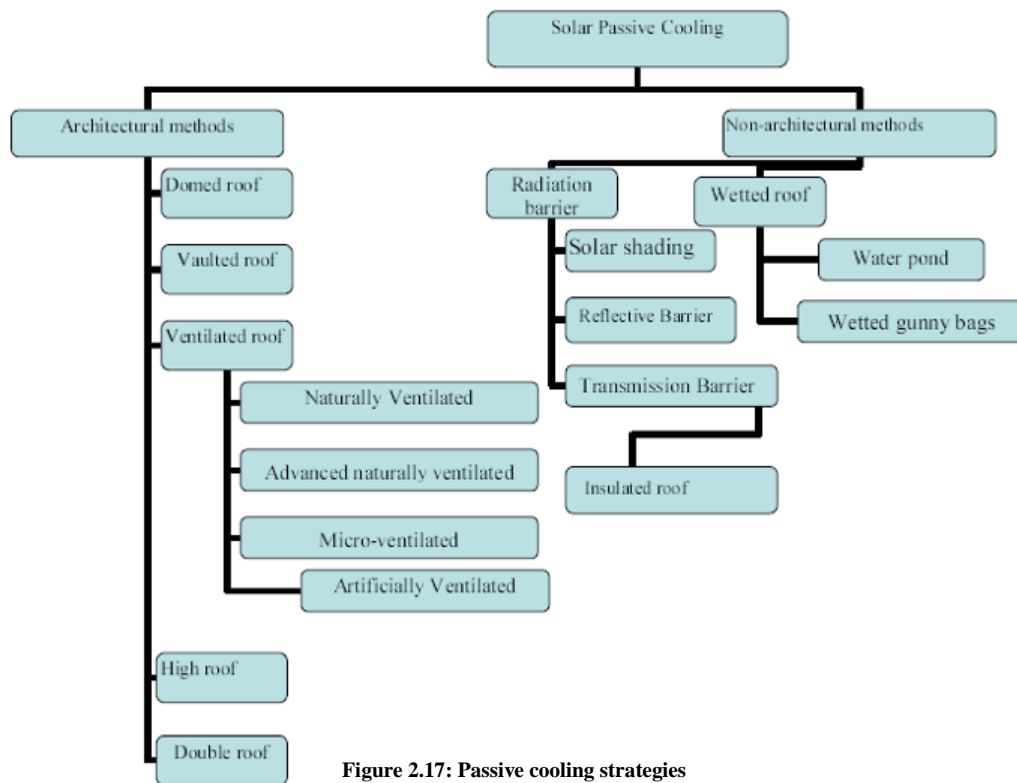 Solar Passive Cooling
Architectural methods
Non-architectural methods
Domed roof
Vaulted roof
Ventilated roof
Naturally Ventilated
Advanced naturally ventilated
Micro-ventilated
Artificially Ventilated
High roof
Double roof
Radiation
barrier
Solar shading
Reflective Barrier
Transmission Barrier
Insulated roof
Wetted roof
Water pond
Wetted gunny bags
Figure 2.17: Passive cooling strategies